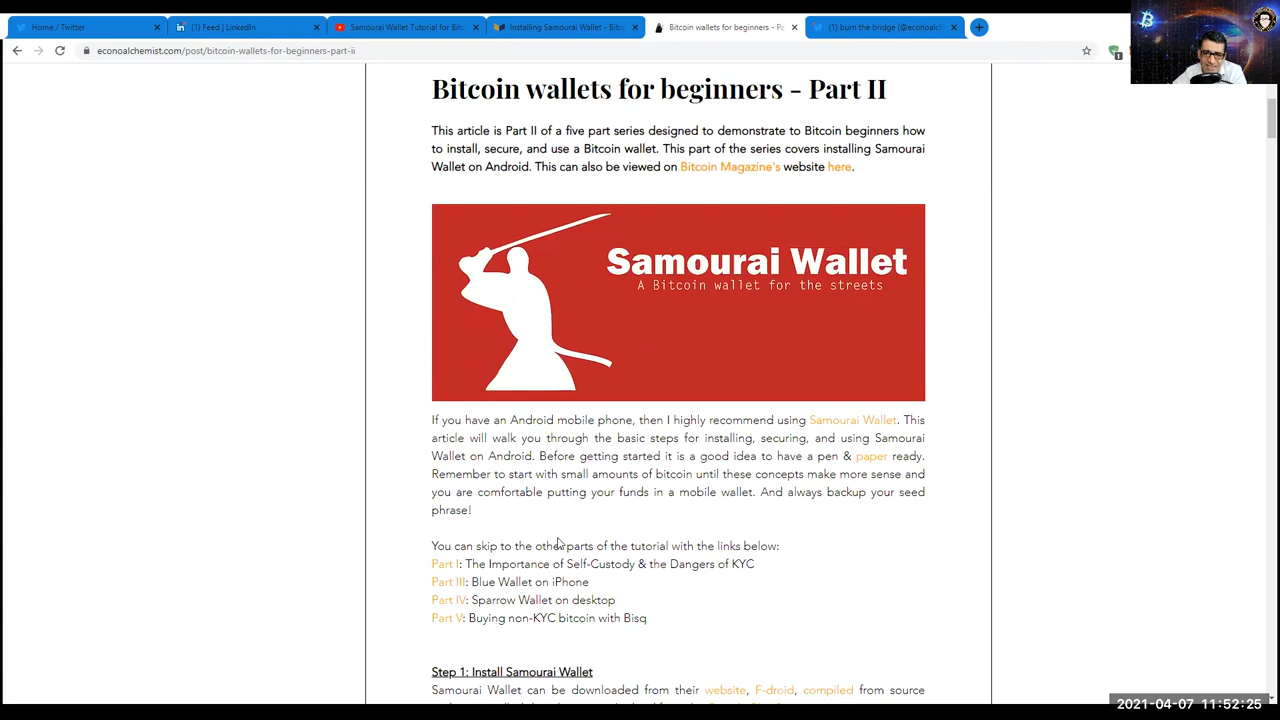 Home / Twitter
(1) Feed | LinkedIn
Samourai Wallet Tutorial for Bitc
Installing Samourai Wallet - Bitc
Bitcoin wallets for beginners - Pa
(1) burn the bridge (@econoalc
econoalchemist.com/post/bitcoin-wallets-for-beginners-part-ii
Bitcoin wallets for beginners - Part II
This article is Part II of a five part series designed to demonstrate to Bitcoin beginners how
to install, secure, and use a Bitcoin wallet. This part of the series covers installing Samourai
Wallet on Android. This can also be viewed on Bitcoin Magazine's website here.
Samourai Wallet
A Bitcoin wallet for the streets
If you have an Android mobile phone, then I highly recommend using Samourai Wallet. This
article will walk you through the basic steps for installing, securing, and using Samourai
Wallet on Android. Before getting started it is a good idea to have a pen & paper ready.
Remember to start with small amounts of bitcoin until these concepts make more sense and
you are comfortable putting your funds in a mobile wallet. And always backup your seed
phrase!
You can skip to the other parts of the tutorial with the links below:
Part I: The Importance of Self-Custody & the Dangers of KYC
Part III: Blue Wallet on iPhone
Part IV: Sparrow Wallet on desktop
Part V: Buying non-KYC bitcoin with Bisq
Step 1: Install Samourai Wallet
Samourai Wallet can be downloaded from their website, F-droid, compiled from source
2021-04-07 11:52:25